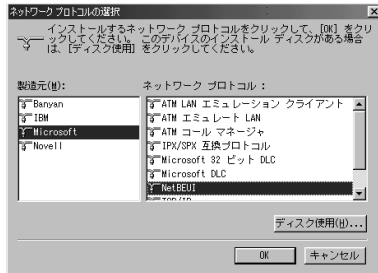 ネットワーク プロトコルの選択
インストールするネットワーク プロトコルをクリックして、[OK] をクリ
ックしてください。このデバイスのインストール ディスクがある場合
は、[ディスク使用] をクリックしてください。
製造元(M):
ネットワーク プロトコル :
Banyan
IBM
Microsoft
Novell
ATM LAN エミュレーション クライアント
ATM エミュレート LAN
ATM コール マネージャ
IPX/SPX 互換プロトコル
Microsoft 32 ビット DLC
Microsoft DLC
NetBEUI
TCP/IP
ディスク使用(H)...
OK
キャンセル